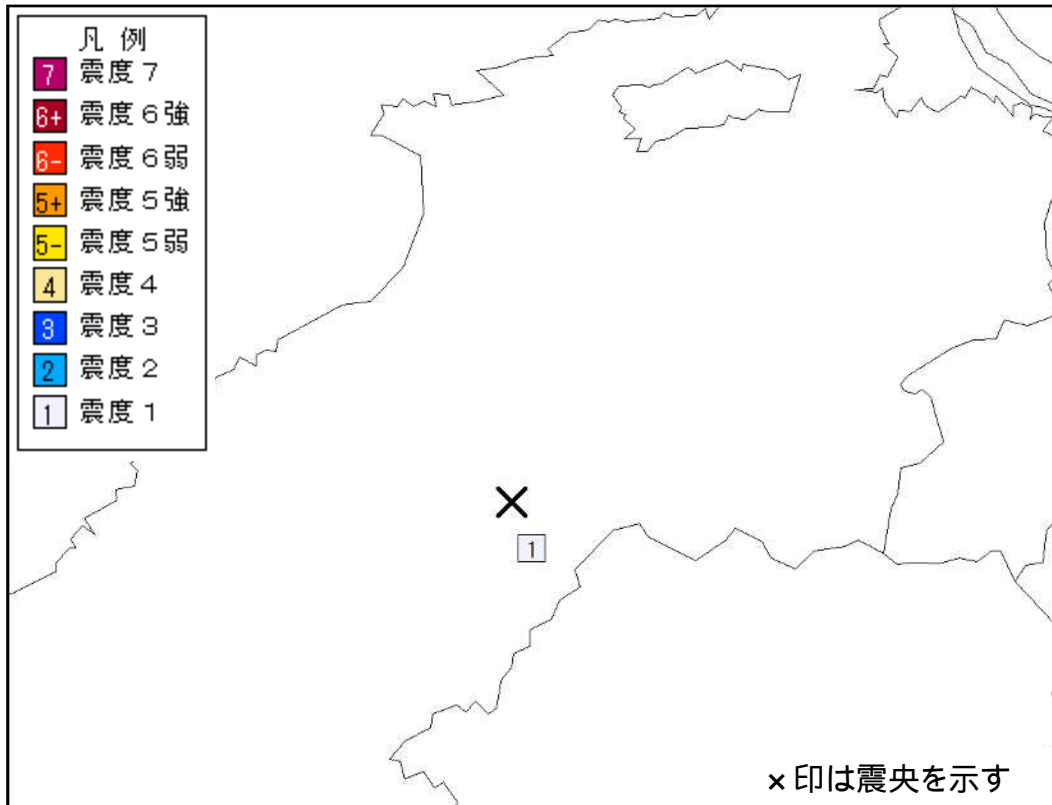 凡 例
7 震度7
6+ 震度6強
6- 震度6弱
5+ 震度5強
5- 震度5弱
4 震度4
3 震度3
2 震度2
1 震度1
1
×印は震央を示す